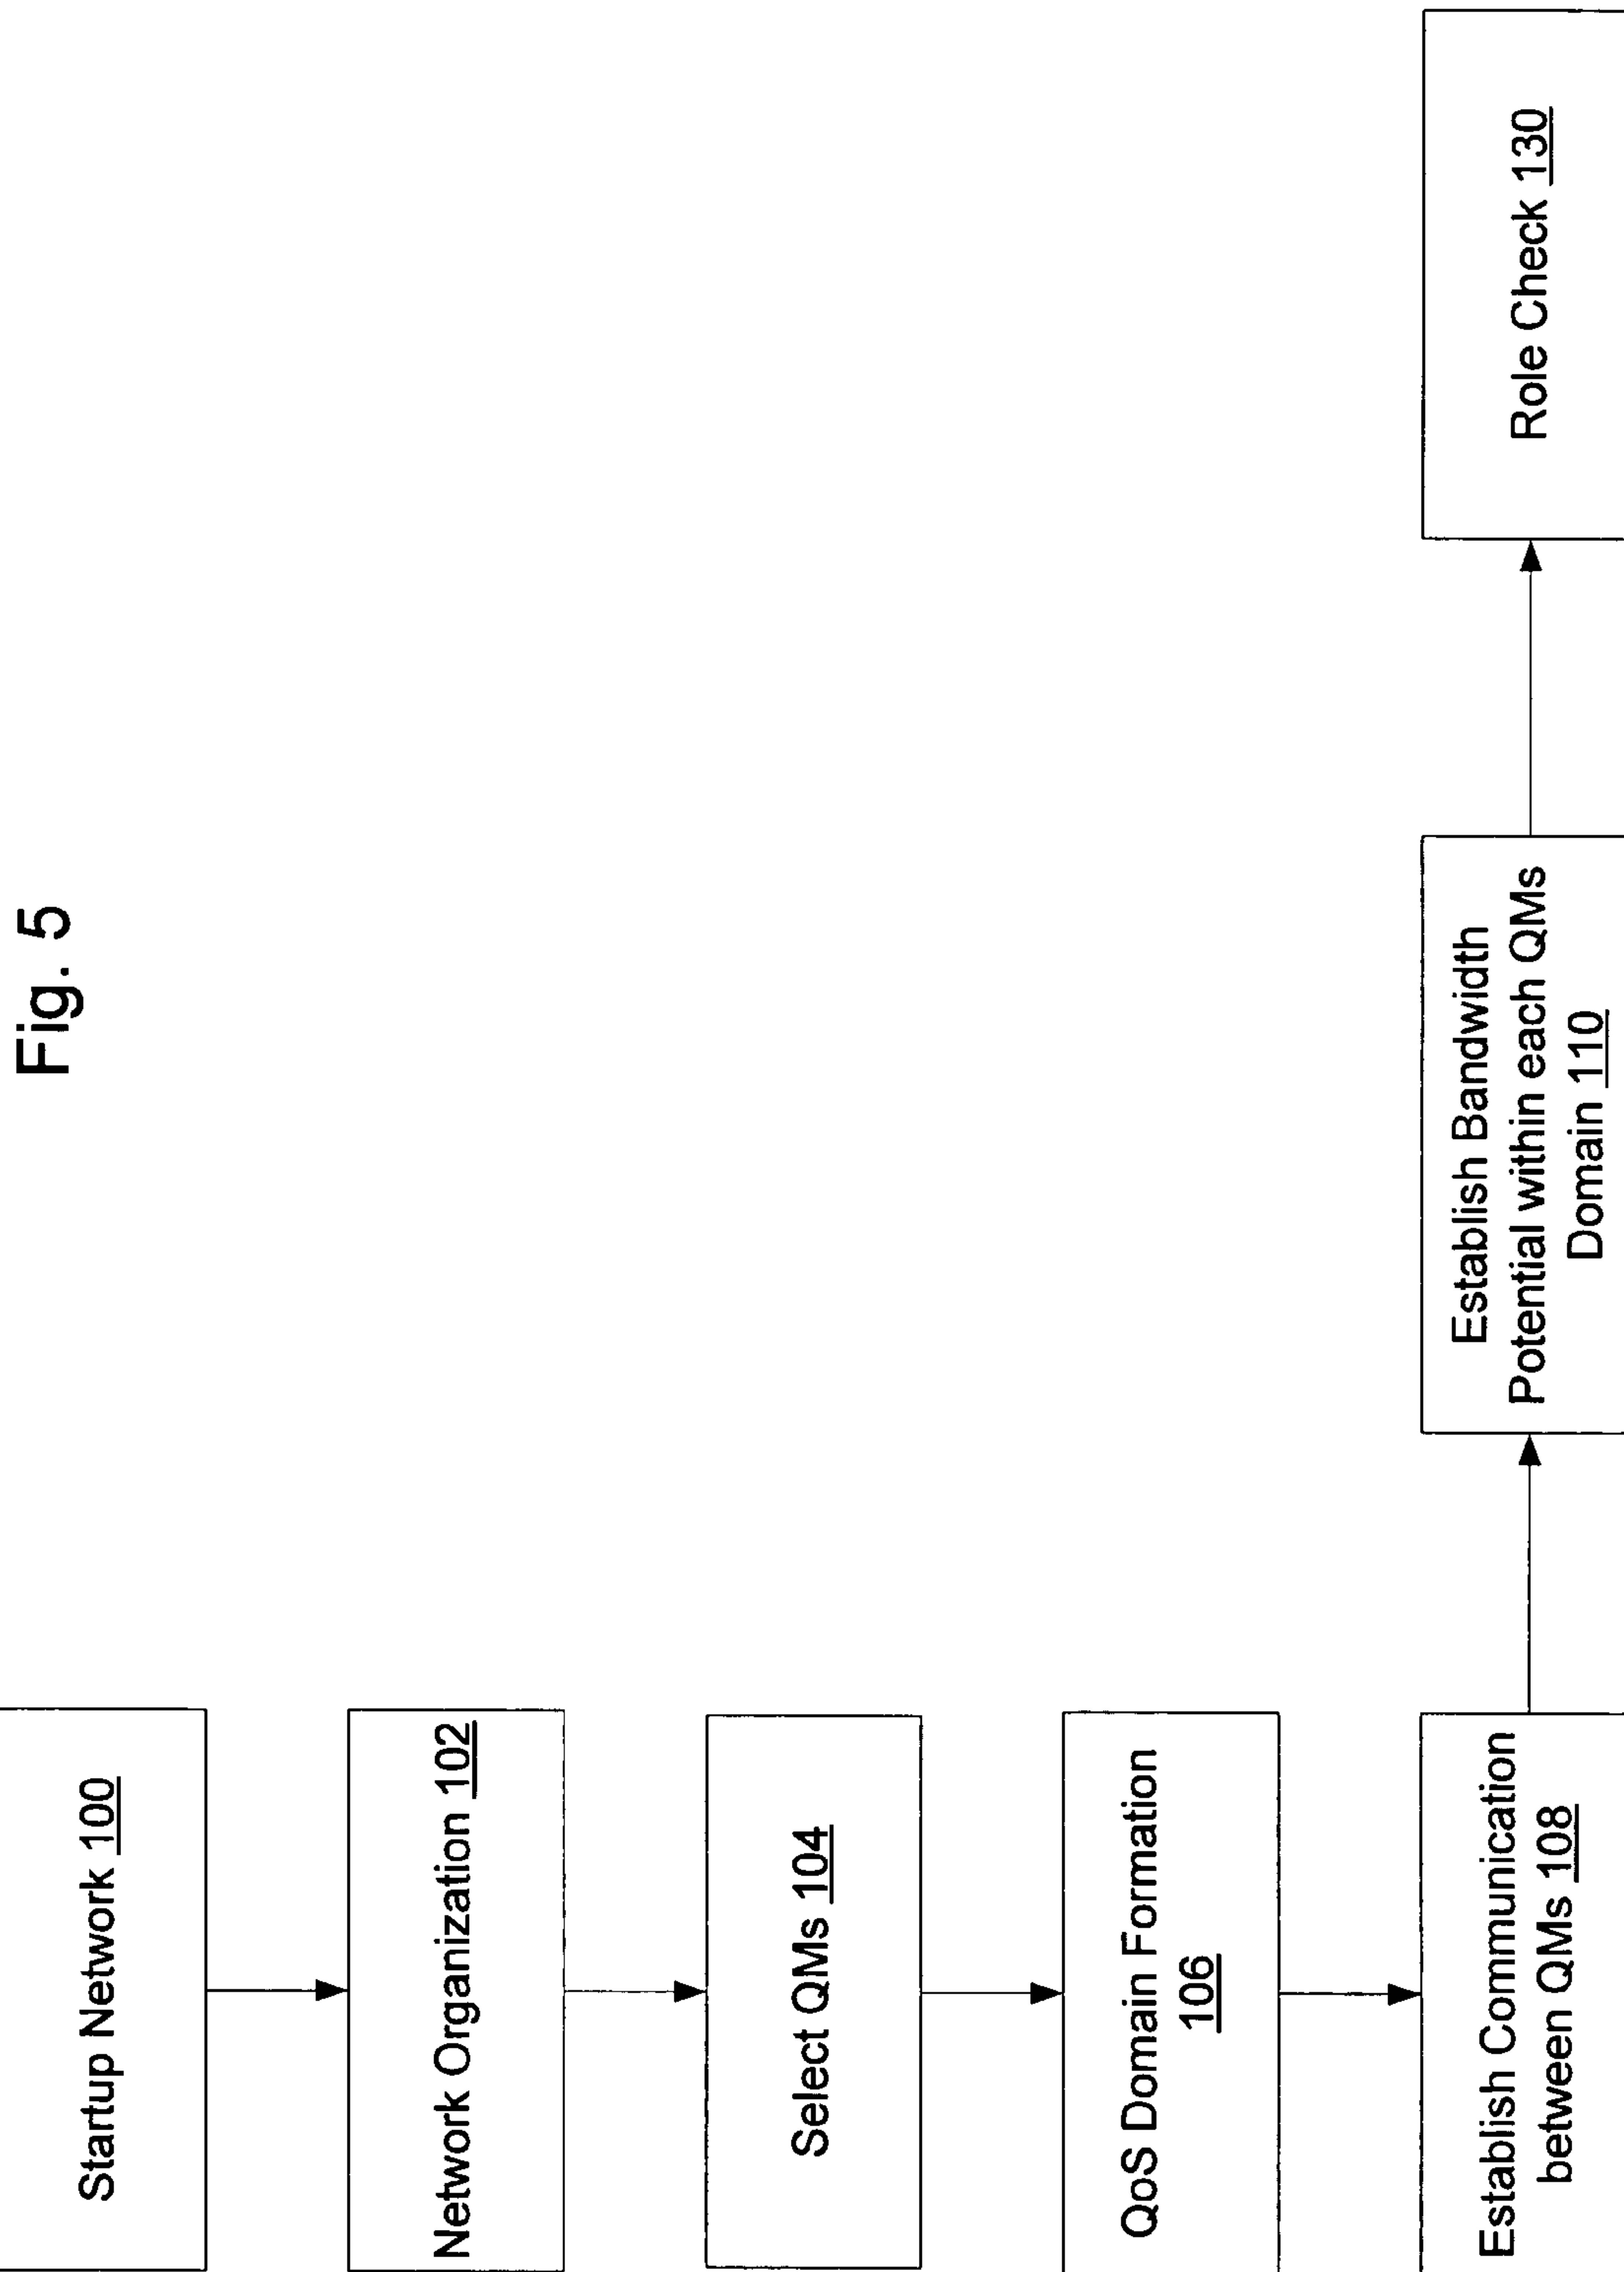 Fig. 5
Startup Network 100
Network Organization 102
Select QMs 104
QoS Domain Formation
106
Establish Communication
between QMs 108
Establish Bandwidth
Potential within each QMs
Domain 110
Role Check 130